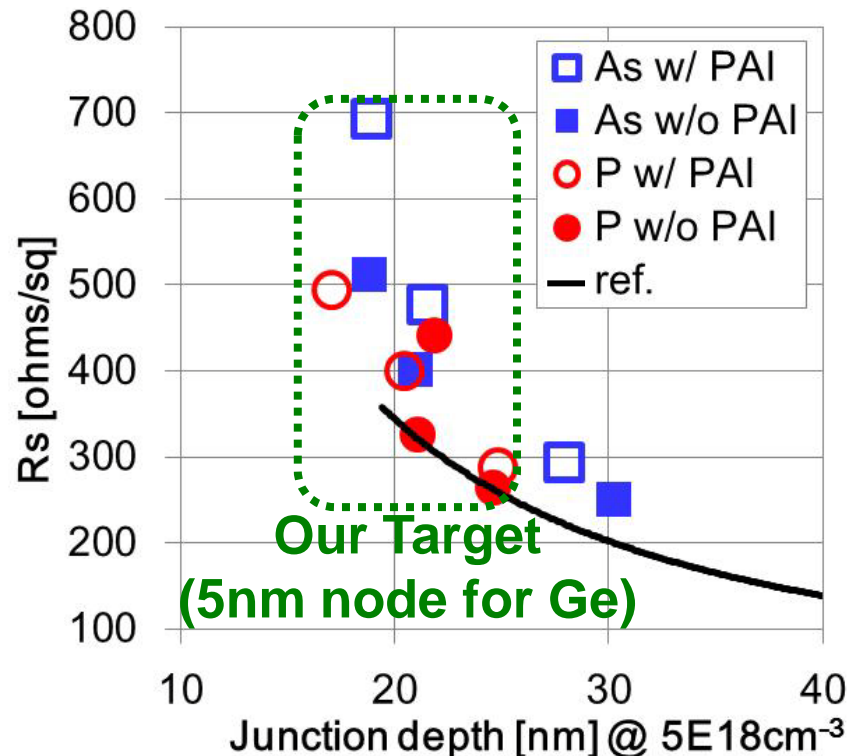 800
700
600
500
400
300
200
100
Rs [ohms/sq]
As w/ PAI
As w/o PAI
P w/ PAI
P w/o PAI
ref.
Our Target
(5nm node for Ge)
10 20 30 40
Junction depth [nm] @ 5E18cm⁻³